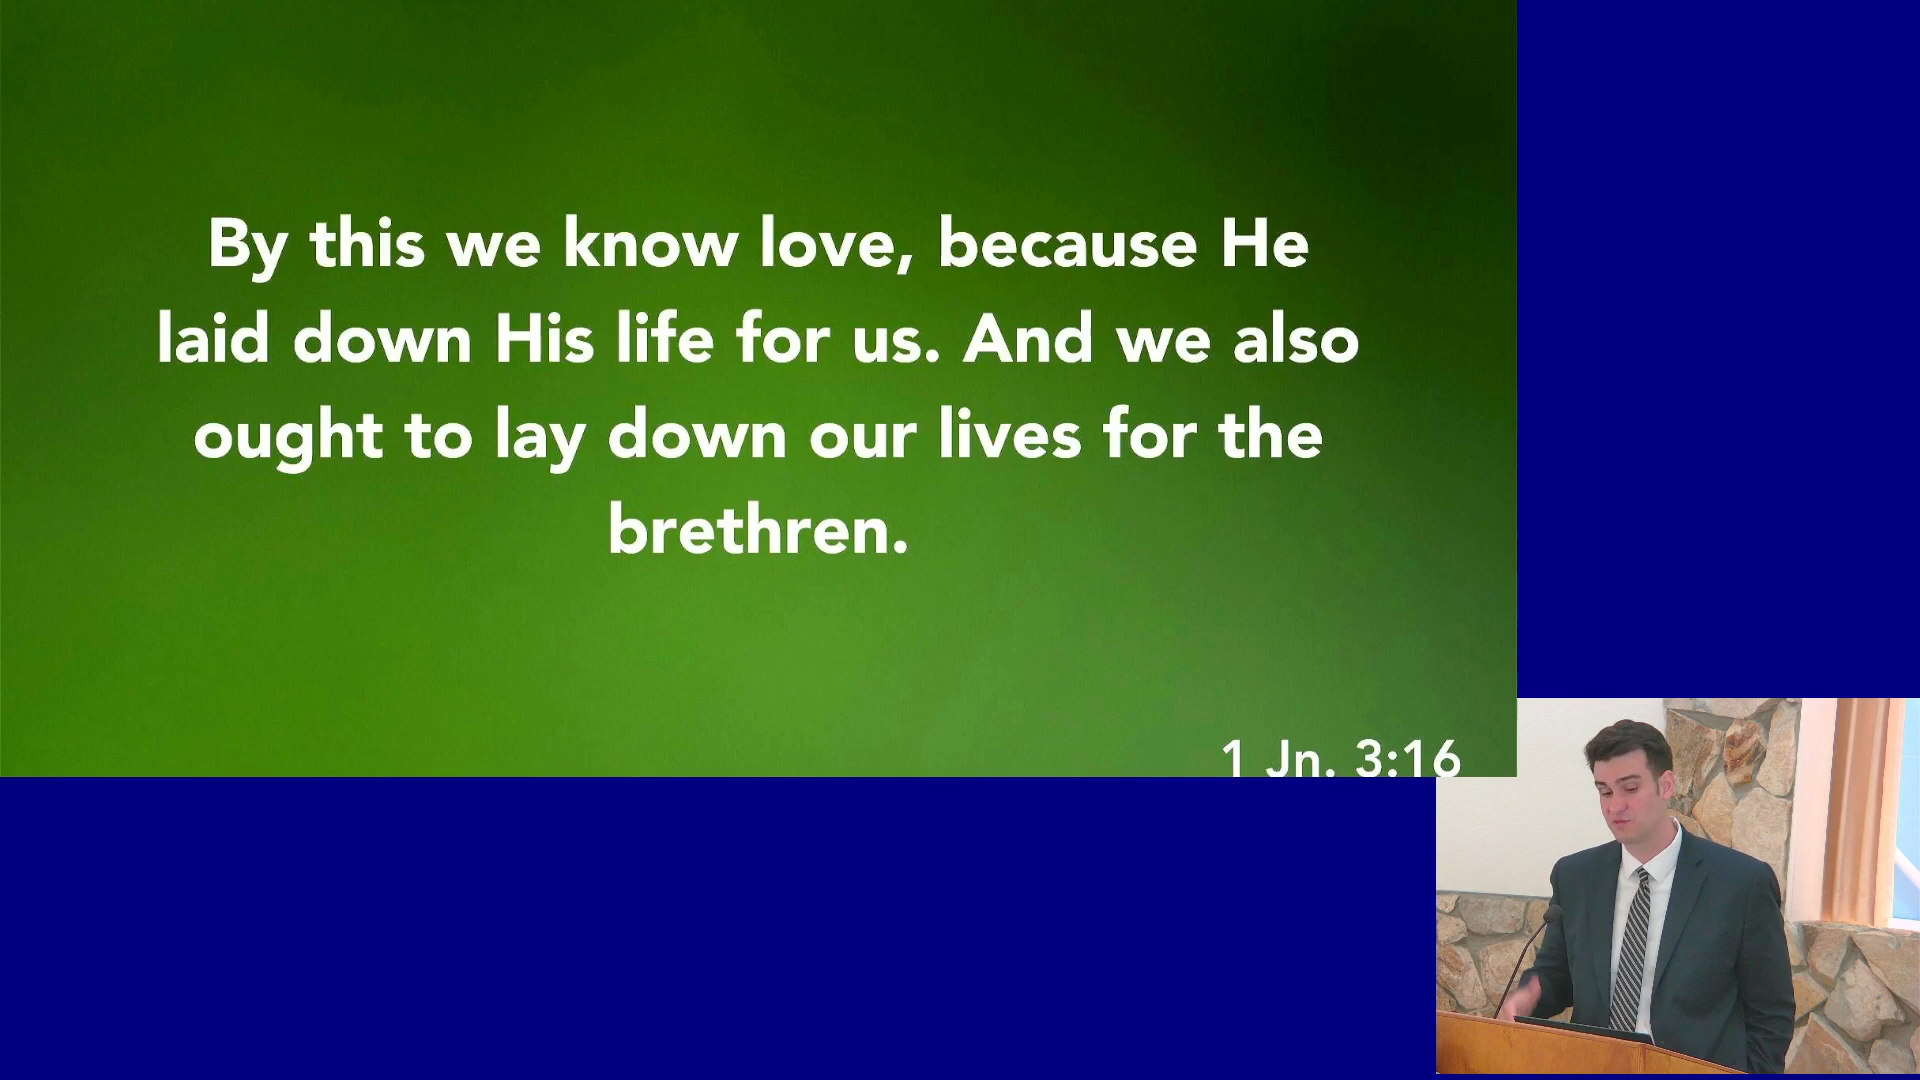 By this we know love, because He
laid down His life for us. And we also
ought to lay down our lives for the
brethren.
1 Jn. 3:16